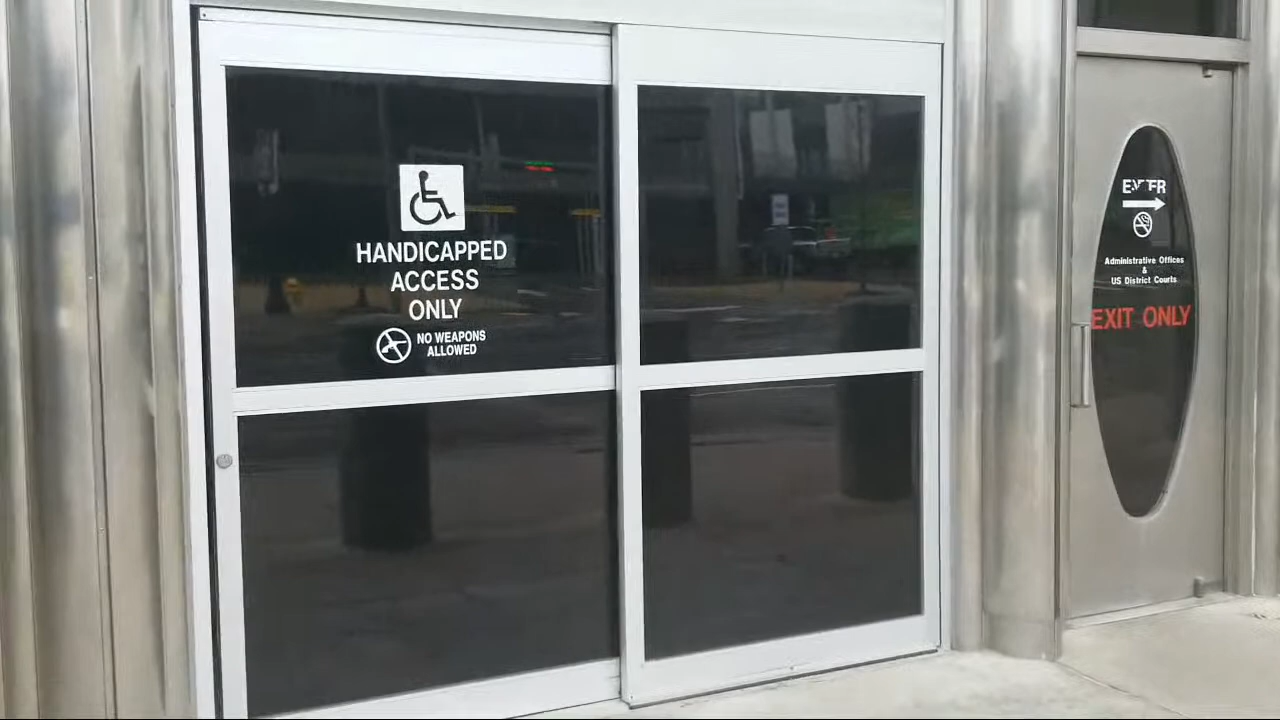 HANDICAPPED
ACCESS
ONLY
NO WEAPONS
ALLOWED
ENTER
Administrative Offices
&
US District Courts
EXIT ONLY